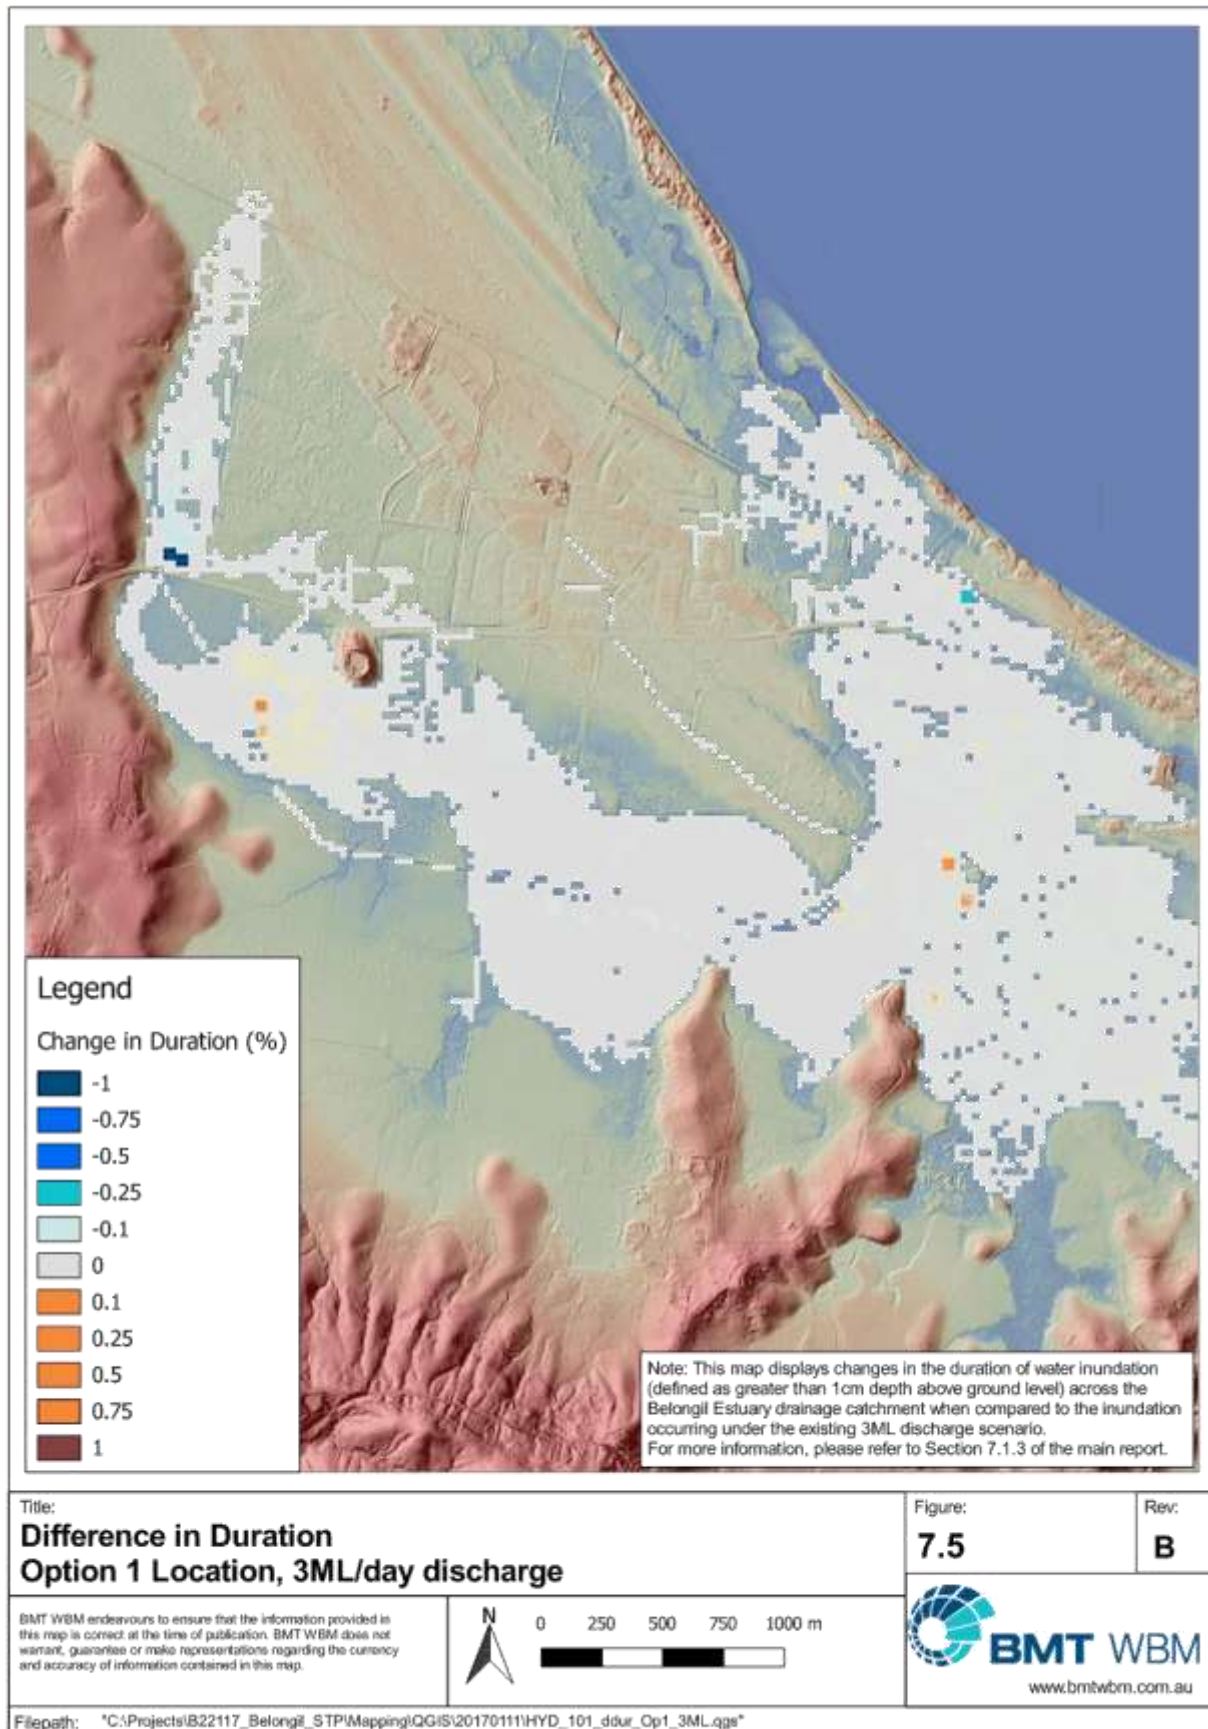 Legend
Change in Duration (%)
-1
-0.75
-0.5
-0.25
-0.1
0
0.1
0.25
0.5
0.75
1
Note: This map displays changes in the duration of water inundation
(defined as greater than 1cm depth above ground level) across the
Belongil Estuary drainage catchment when compared to the inundation
occurring under the existing 3ML discharge scenario.
For more information, please refer to Section 7.1.3 of the main report.
Title:
Difference in Duration
Option 1 Location, 3ML/day discharge
Figure:
7.5
Rev:
B
BMT WBM endeavours to ensure that the information provided in
this map is correct at the time of publication. BMT WBM does not
warrant, guarantee or make representations regarding the currency
and accuracy of information contained in this map.
N
0 250 500 750 1000 m
BMT WBM
www.bmtwbm.com.au
Filepath: "C:\Projects\B22117_Belongil_STP\Mapping\QGIS\20170111\HYD_101_ddur_Op1_3ML.qgs"